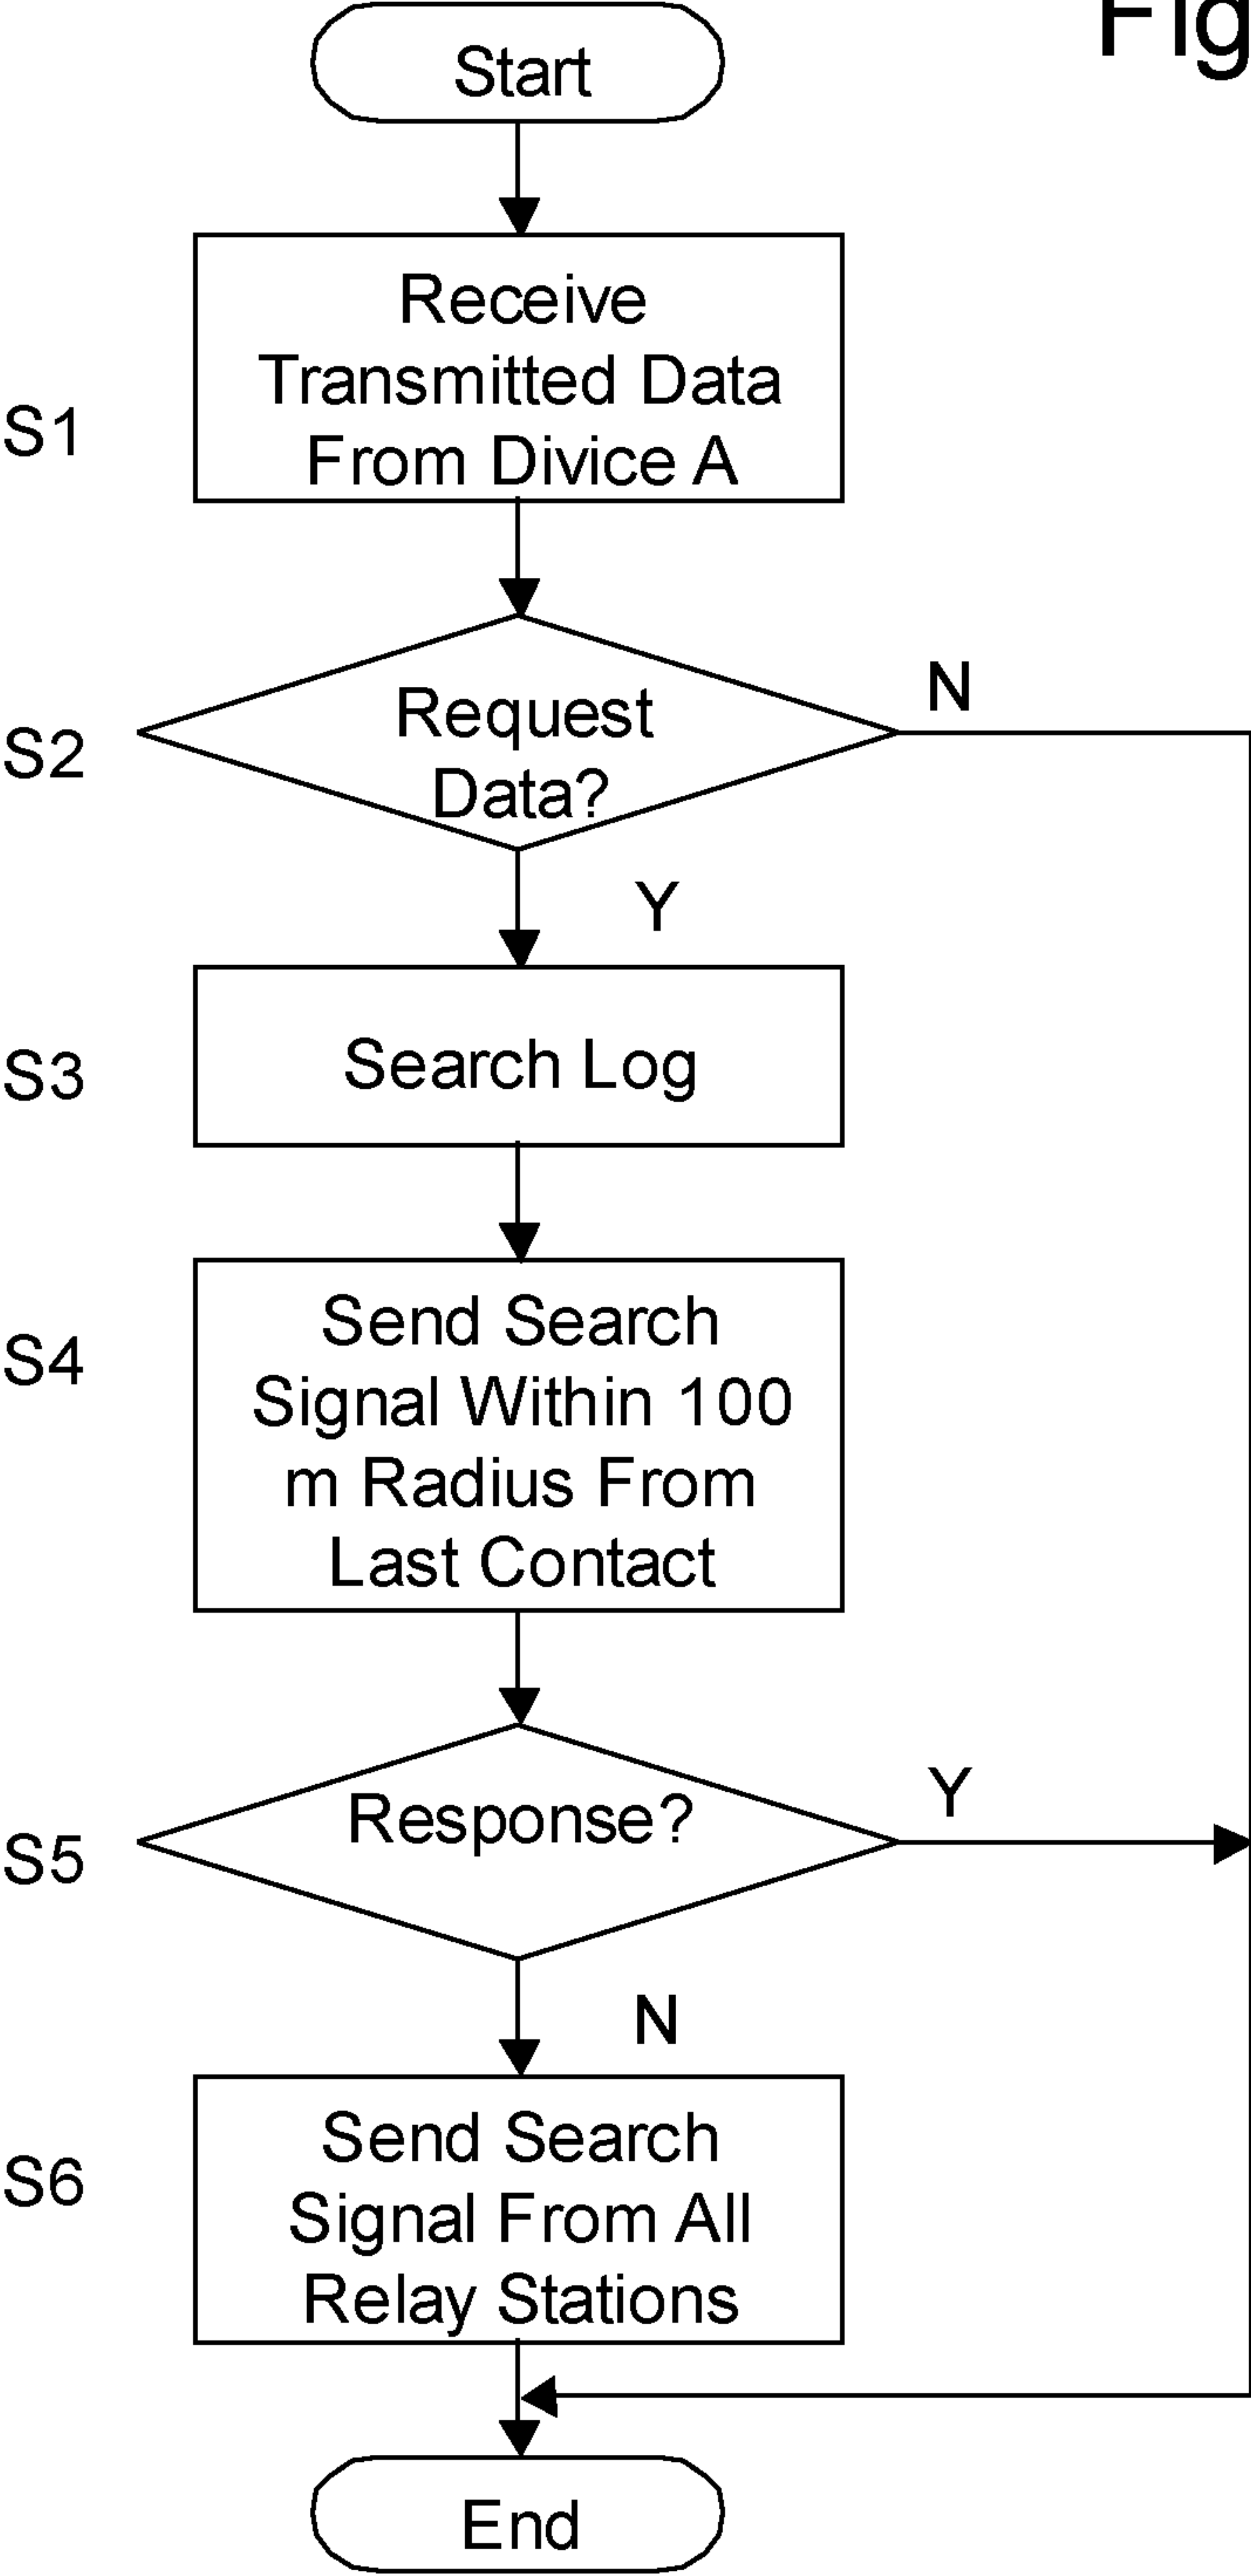 Fig
Start
Receive
Transmitted Data
From Divice A
S1
Request
Data?
N
S2
Y
Search Log
S3
Send Search
Signal Within 100
m Radius From
Last Contact
S4
Response?
Y
S5
N
Send Search
Signal From All
Relay Stations
S6
End